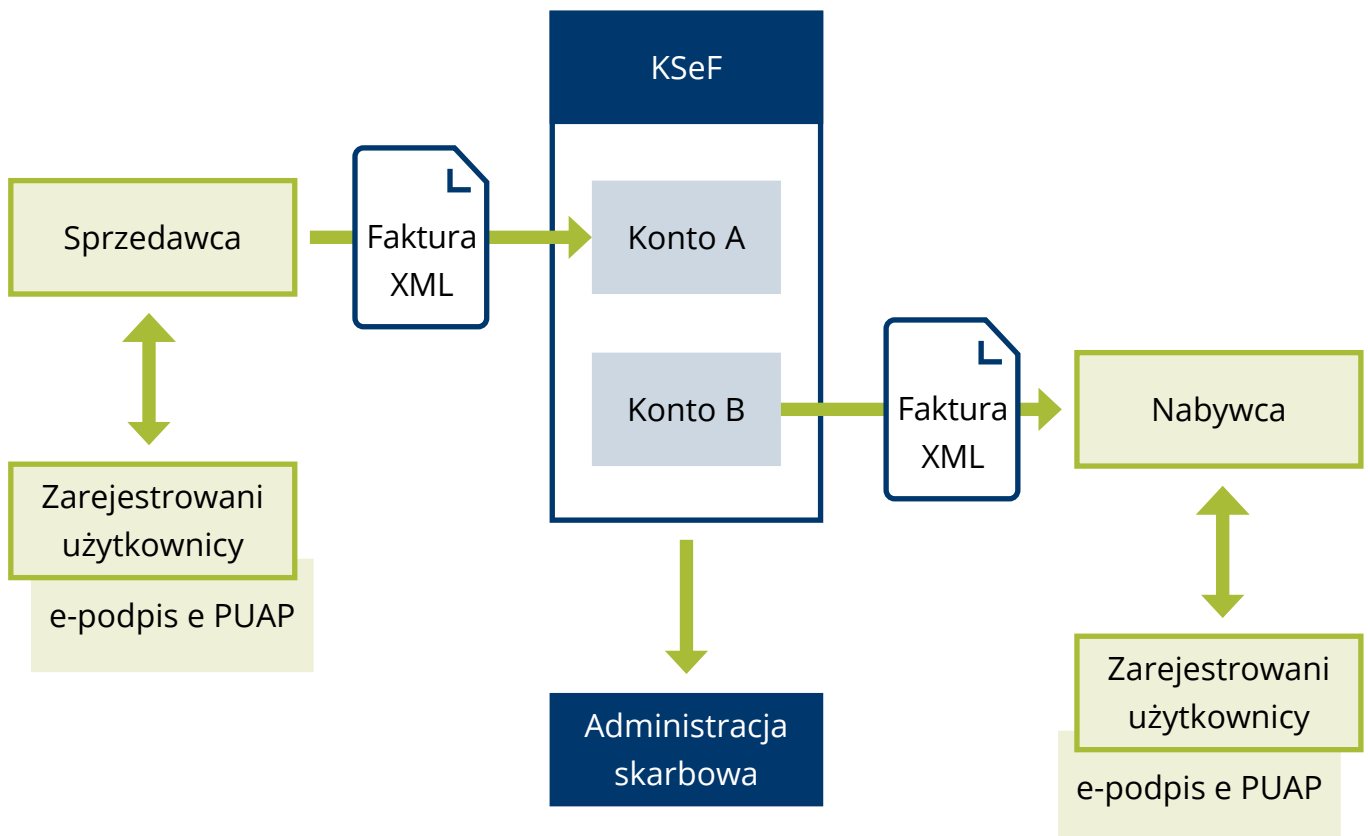 KSeF
Sprzedawca
Faktura
XML
Konto A
Konto B
Faktura
XML
Nabywca
Zarejestrowani
użytkownicy
e-podpis e PUAP
Administracja
skarbowa
Zarejestrowani
użytkownicy
e-podpis e PUAP